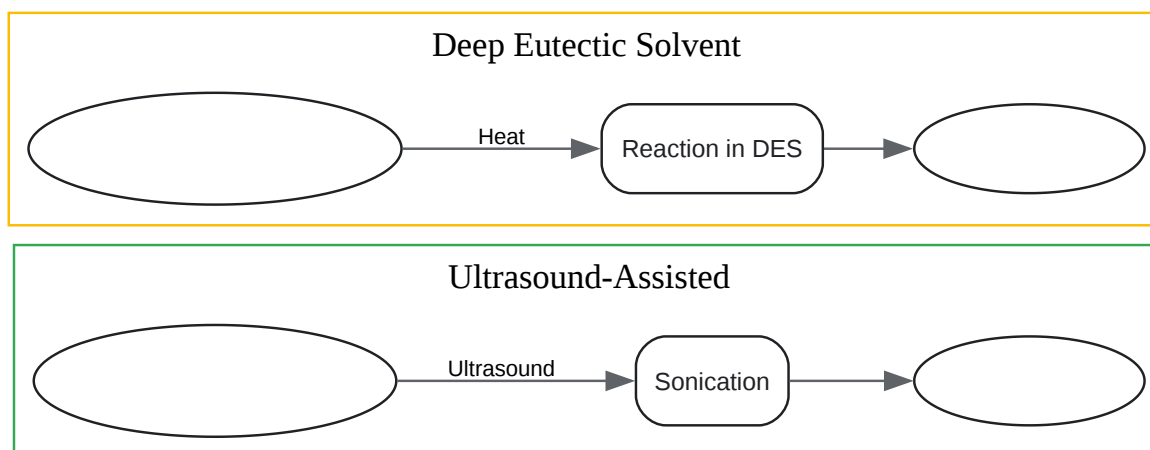 Deep Eutectic Solvent
Heat
Reaction in DES
Ultrasound-Assisted
Ultrasound
Sonication